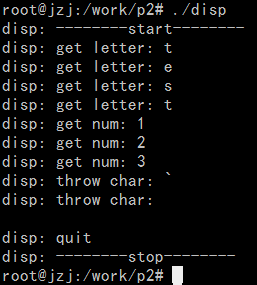 root@jzj:/work/p2# ./disp
disp: --------start--------
disp: get letter: t
disp: get letter: e
disp: get letter: s
disp: get letter: t
disp: get num: 1
disp: get num: 2
disp: get num: 3
disp: throw char: `
disp: throw char:
disp: quit
disp: --------stop--------
root@jzj:/work/p2#